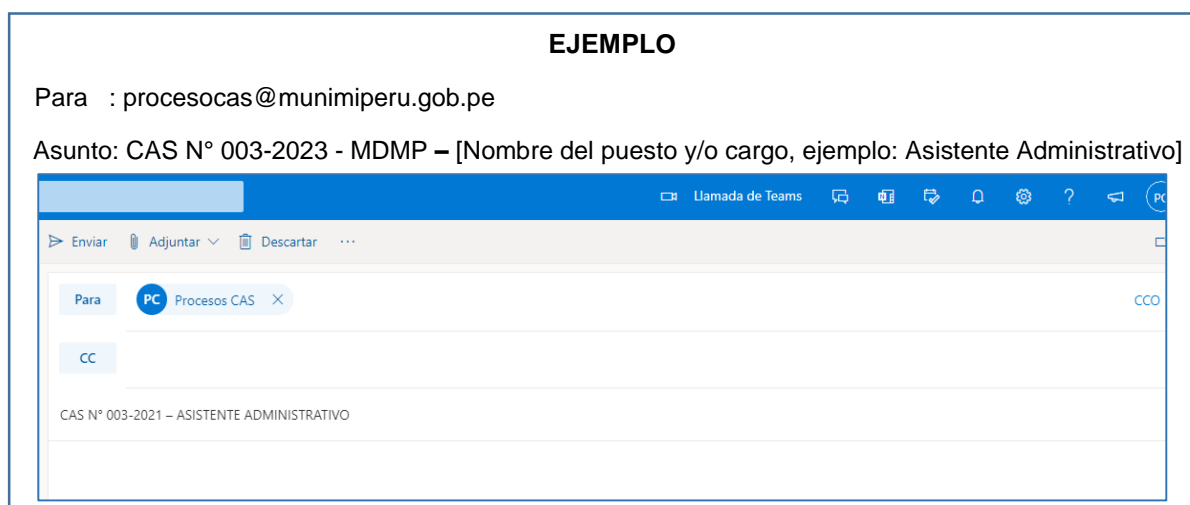 EJEMPLO
Para : procesocas@munimiperu.gob.pe
Asunto: CAS N° 003-2023 - MDMP – [Nombre del puesto y/o cargo, ejemplo: Asistente Administrativo]
Llamada de Teams ? PC
Enviar Adjuntar Descartar ...
Para PC Procesos CAS X CCO
CC
CAS N° 003-2021 – ASISTENTE ADMINISTRATIVO